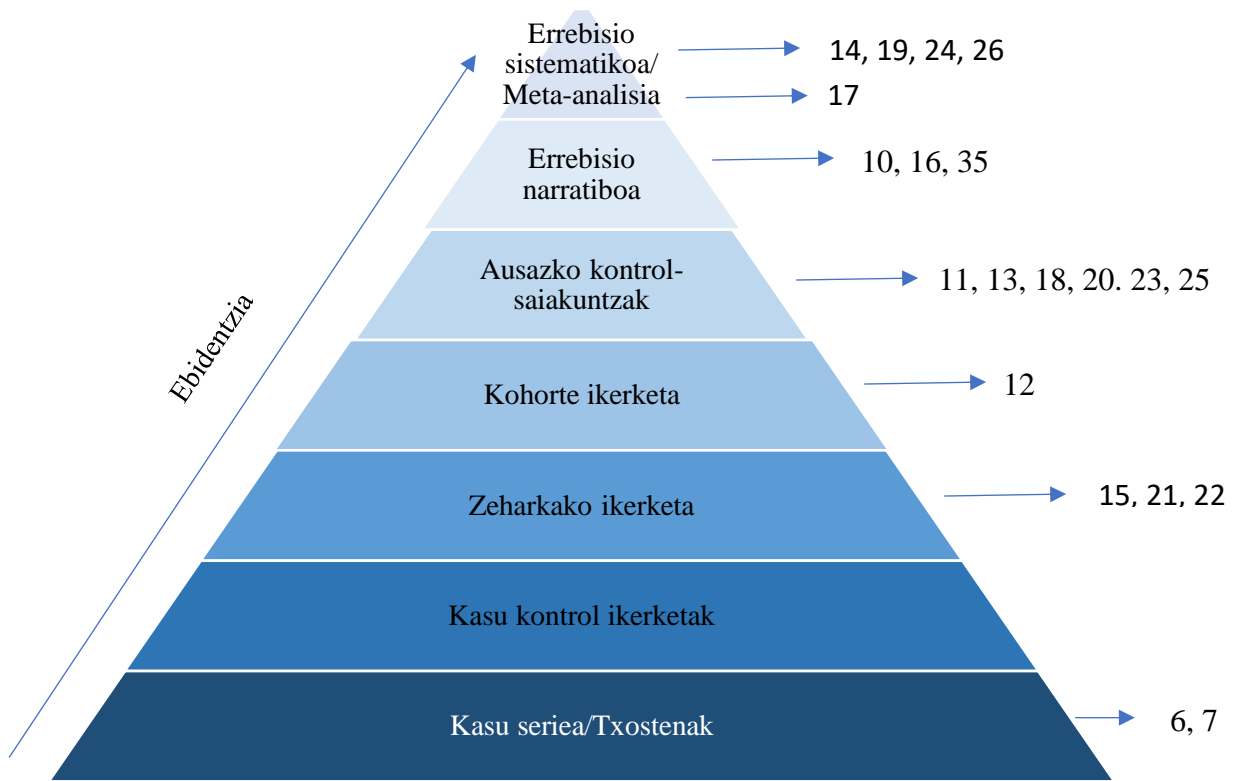 Errebisio
sistematikoa/
Meta-analisia
14, 19, 24, 26
17
Errebisio
narratiboa
10, 16, 35
Ausazko kontrol-
saiakuntzak
11, 13, 18, 20. 23, 25
Ebidentzia
Kohorte ikerketa
12
Zeharkako ikerketa
15, 21, 22
Kasu kontrol ikerketak
Kasu seriea/Txostenak
6, 7